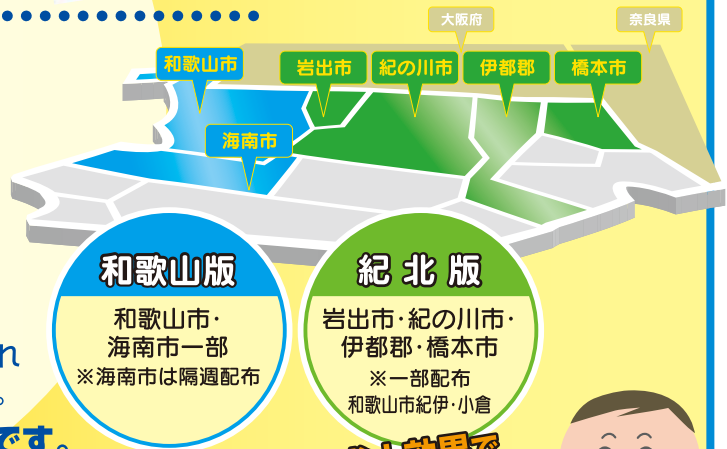 大阪府
奈良県
和歌山市
岩出市
紀の川市
伊都郡
橋本市
海南市
和歌山版
和歌山市・
海南市一部
※海南市は隔週配布
紀北版
岩出市・紀の川市・
伊都郡・橋本市
※一部配布
和歌山市紀伊・小倉
れ
。
です。
効果で